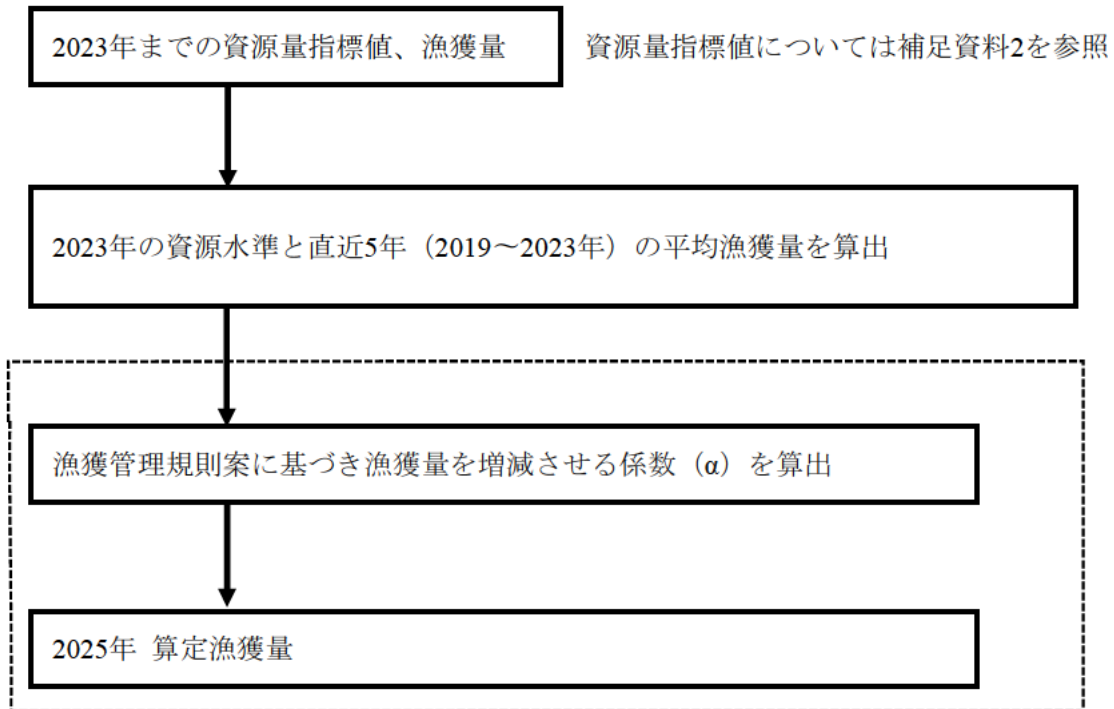 2023年までの資源量指標値、漁獲量
資源量指標値については補足資料2を参照
2023年の資源水準と直近5年（2019～2023年）の平均漁獲量を算出
漁獲管理規則案に基づき漁獲量を増減させる係数（α）を算出
2025年 算定漁獲量